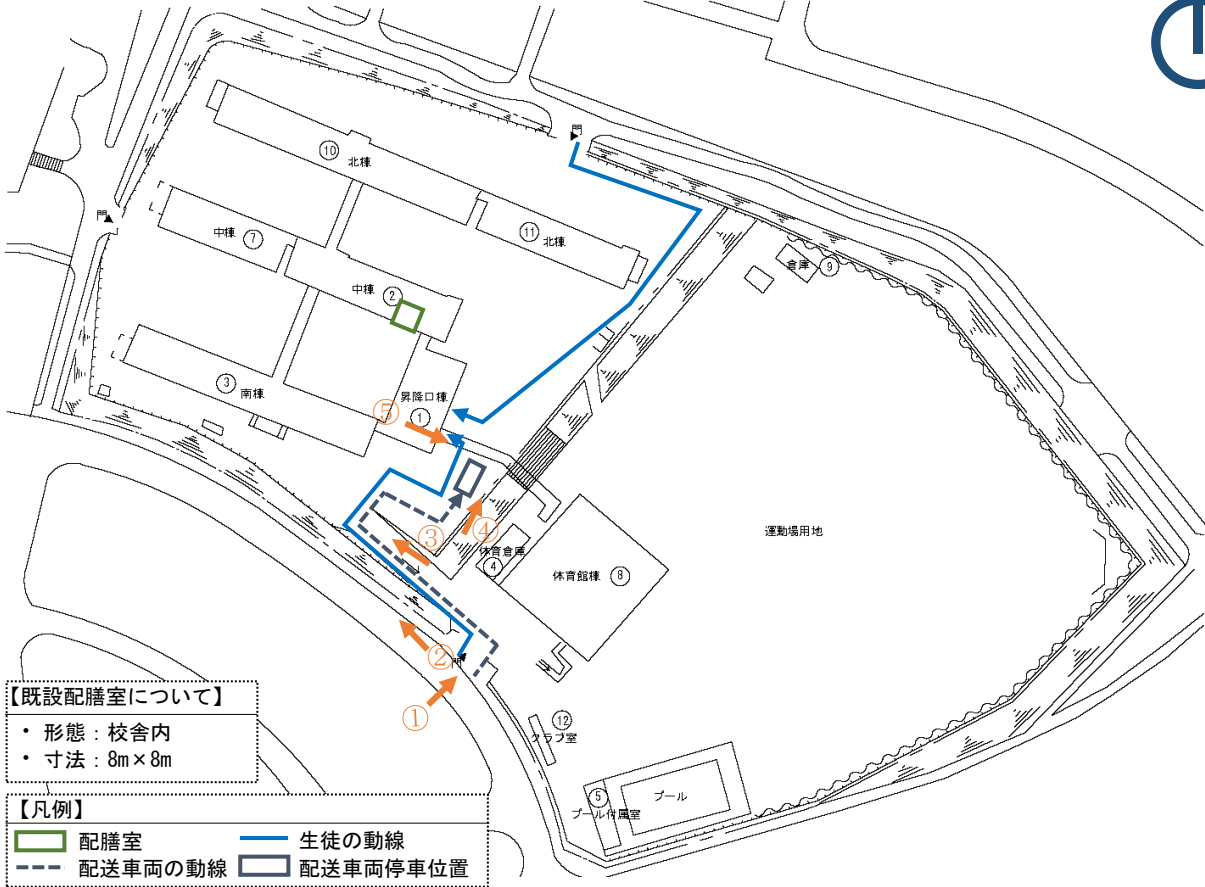 門
⑩ 北棟
⑪ 北棟
門
中棟 ⑦
倉庫 ⑨
中棟 ②
③ 南棟
昇降口棟
①
⑤
④
③
体育倉庫
④
体育館棟 ⑧
運動場用地
②
門
①
⑫
クラブ室
⑤
プール付属室
プール
【既設配膳室について】
・ 形態：校舎内
・ 寸法：8m×8m
【凡例】
配膳室
生徒の動線
配送車両の動線
配送車両停車位置